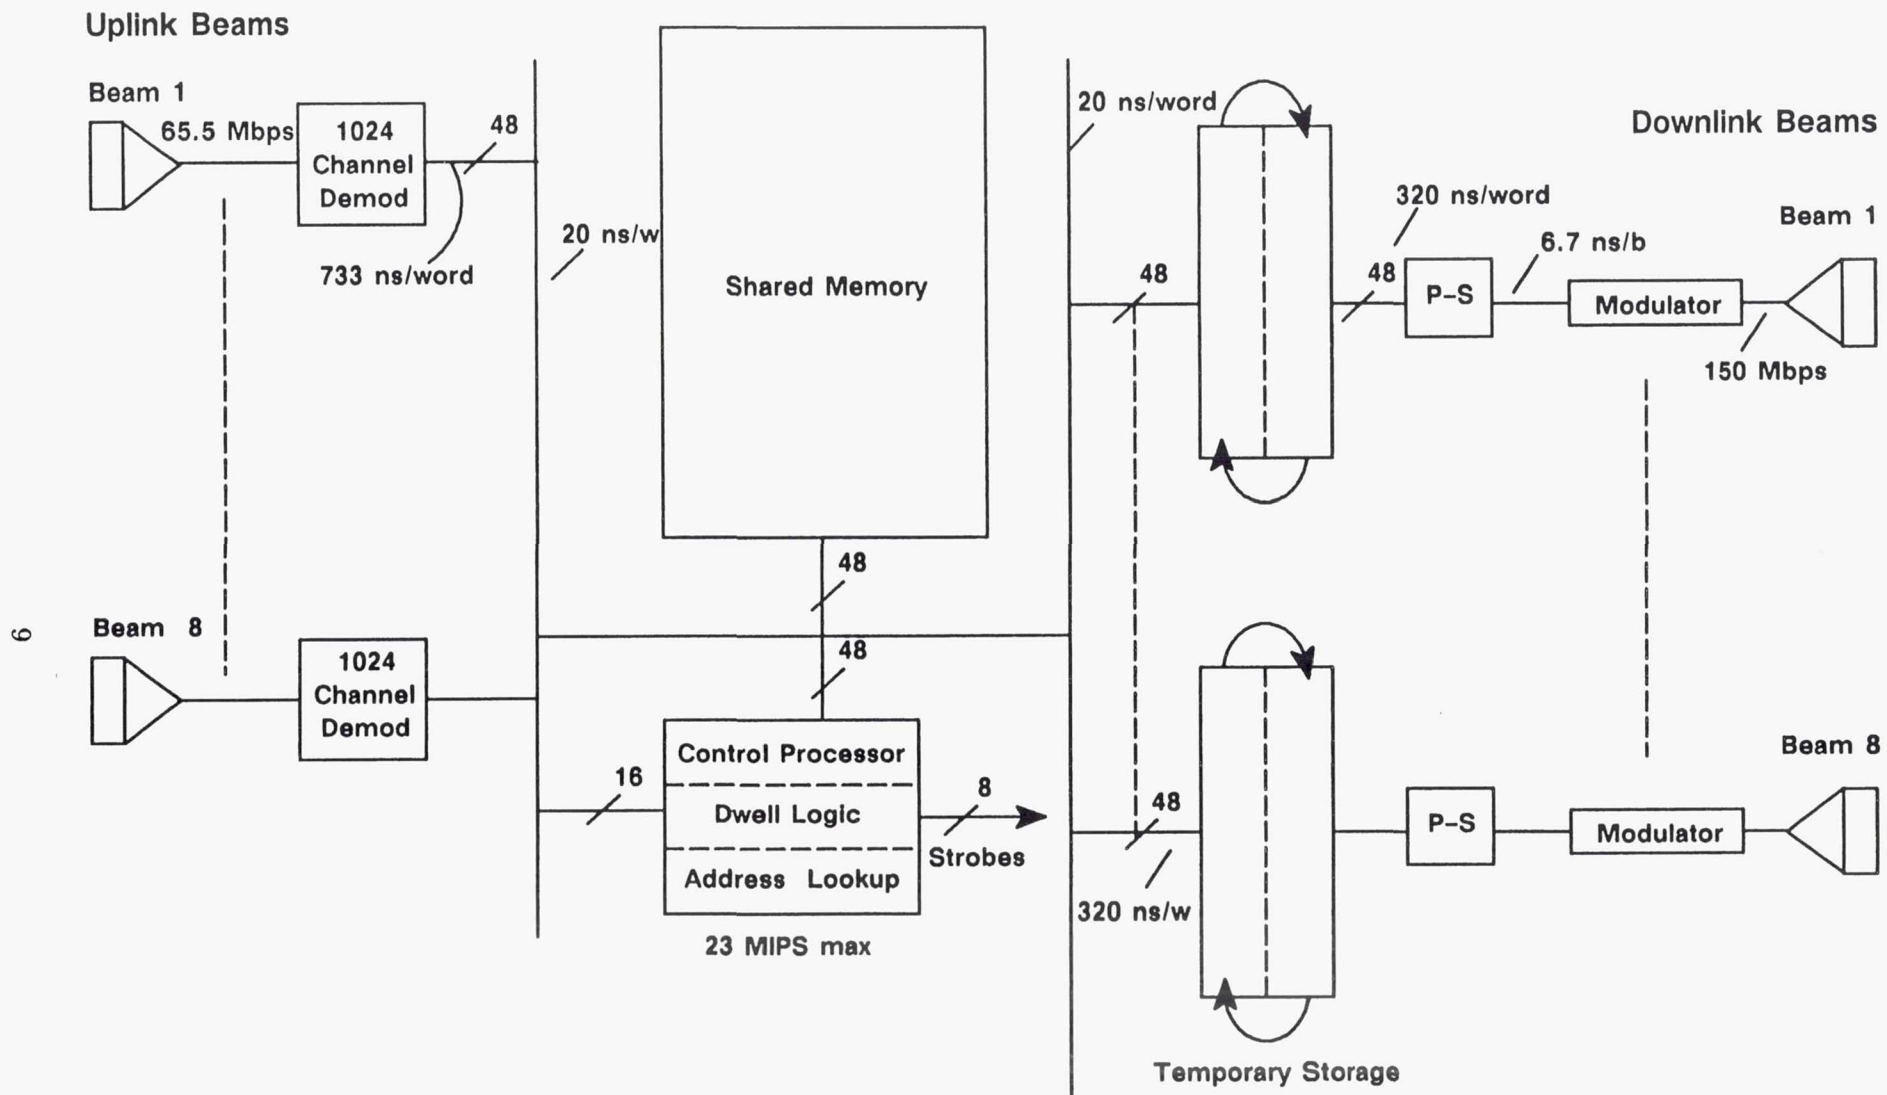 Uplink Beams
Beam 1
65.5 Mbps
1024
Channel
Demod
48
733 ns/word
20 ns/w
Beam 8
1024
Channel
Demod
Shared Memory
48
48
16
Control Processor
Dwell Logic
Address Lookup
23 MIPS max
8
Strobes
20 ns/word
48
48
320 ns/w
Temporary Storage
Downlink Beams
320 ns/word
48
P-S
6.7 ns/b
Modulator
150 Mbps
Beam 1
P-S
Modulator
Beam 8
9